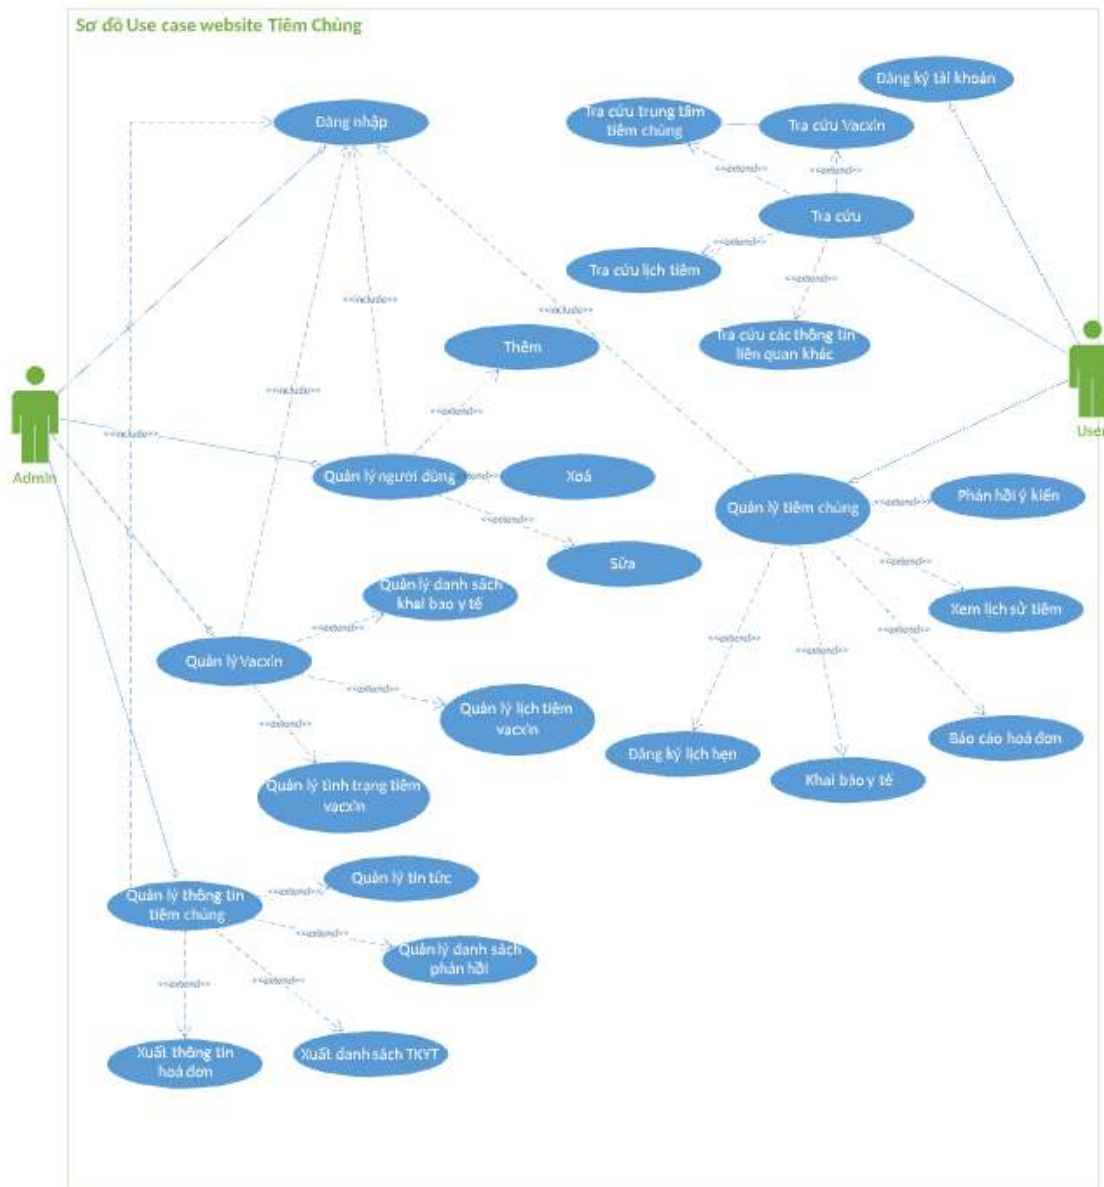 Sơ đồ Use case website Tiêm Chủng
Đăng ký tài khoản
Đăng nhập
Tra cứu trung tâm
tiêm chủng
Tra cứu Vacxin
<<extend>>
<<extend>>
Tra cứu
<<extend>>
Tra cứu lịch tiêm
<<extend>>
<<include>>
<<include>>
Tra cứu các thông tin
liên quan khác
Thêm
<<include>>
<<extend>>
<<include>>
Admin
User
Quản lý người dùng
<<extend>>
Xoá
Quản lý tiêm chủng
<<extend>>
Phản hồi ý kiến
<<extend>>
Sửa
<<extend>>
Quản lý danh sách
khai báo y tế
Xem lịch sử tiêm
<<extend>>
<<extend>>
<<extend>>
<<extend>>
Quản lý Vacxin
<<extend>>
Quản lý lịch tiêm
vacxin
<<extend>>
Báo cáo hoá đơn
Đăng ký lịch hẹn
Khai báo y tế
Quản lý tình trạng tiêm
vacxin
Quản lý tin tức
<<extend>>
Quản lý thông tin
tiêm chủng
<<extend>>
Quản lý danh sách
phản hồi
<<extend>>
<<extend>>
Xuất thông tin
hoá đơn
Xuất danh sách TKYT